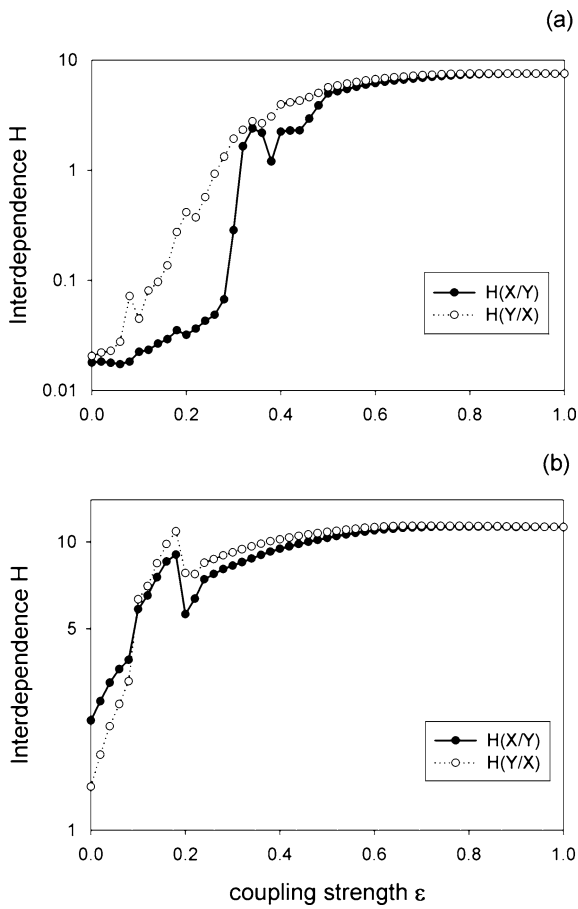 (a)
10
1
0.1
0.01
Interdependence H
H(X/Y)
H(Y/X)
0.0 0.2 0.4 0.6 0.8 1.0
(b)
10
5
1
Interdependence H
H(X/Y)
H(Y/X)
0.0 0.2 0.4 0.6 0.8 1.0
coupling strength ε